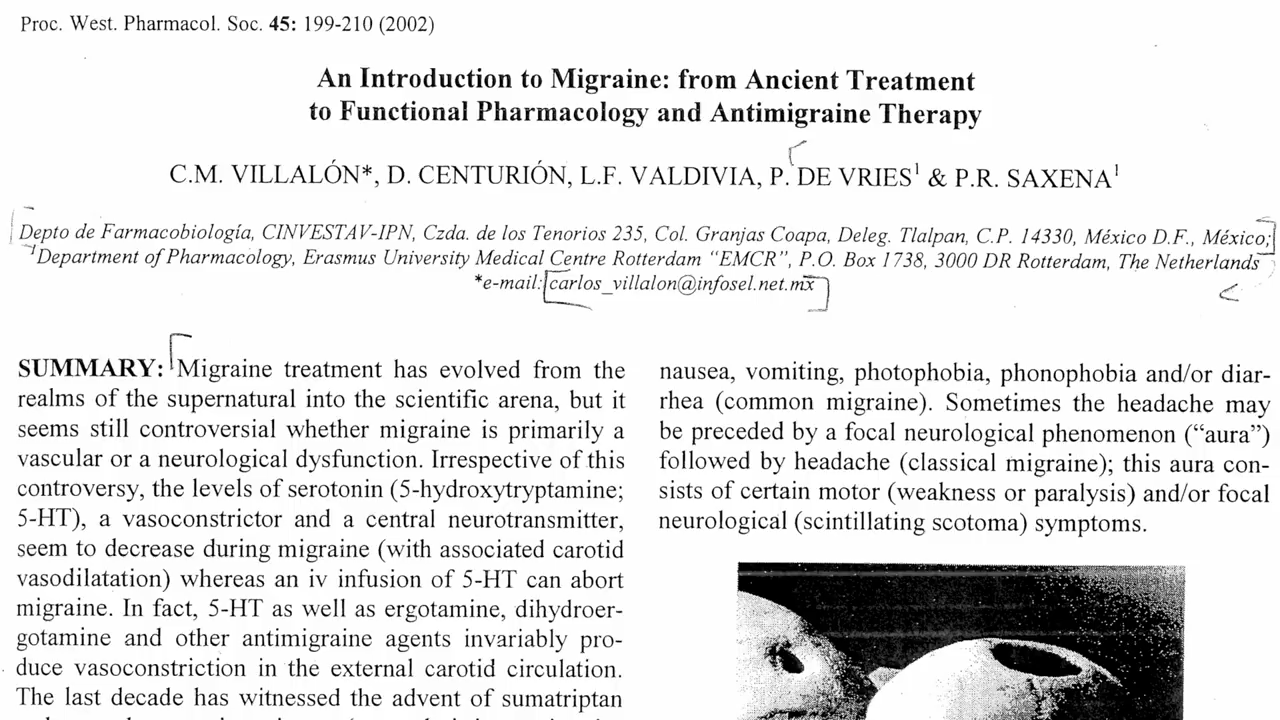 Proc. West. Pharmacol. Soc. 45: 199-210 (2002)
An Introduction to Migraine: from Ancient Treatment
to Functional Pharmacology and Antimigraine Therapy
C.M. VILLALÓN*, D. CENTURIÓN, L.F. VALDIVIA, P. DE VRIES¹ & P.R. SAXENA¹
Depto de Farmacobiología, CINVESTAV-IPN, Czda. de los Tenorios 235, Col. Granjas Coapa, Deleg. Tlalpan, C.P. 14330, México D.F., México;
¹Department of Pharmacology, Erasmus University Medical Centre Rotterdam “EMCR”, P.O. Box 1738, 3000 DR Rotterdam, The Netherlands
*e-mail: carlos_villalon@infosel.net.mx
SUMMARY: Migraine treatment has evolved from the
realms of the supernatural into the scientific arena, but it
seems still controversial whether migraine is primarily a
vascular or a neurological dysfunction. Irrespective of this
controversy, the levels of serotonin (5-hydroxytryptamine;
5-HT), a vasoconstrictor and a central neurotransmitter,
seem to decrease during migraine (with associated carotid
vasodilatation) whereas an iv infusion of 5-HT can abort
migraine. In fact, 5-HT as well as ergotamine, dihydroer-
gotamine and other antimigraine agents invariably pro-
duce vasoconstriction in the external carotid circulation.
The last decade has witnessed the advent of sumatriptan
nausea, vomiting, photophobia, phonophobia and/or diar-
rhea (common migraine). Sometimes the headache may
be preceded by a focal neurological phenomenon (“aura”)
followed by headache (classical migraine); this aura con-
sists of certain motor (weakness or paralysis) and/or focal
neurological (scintillating scotoma) symptoms.